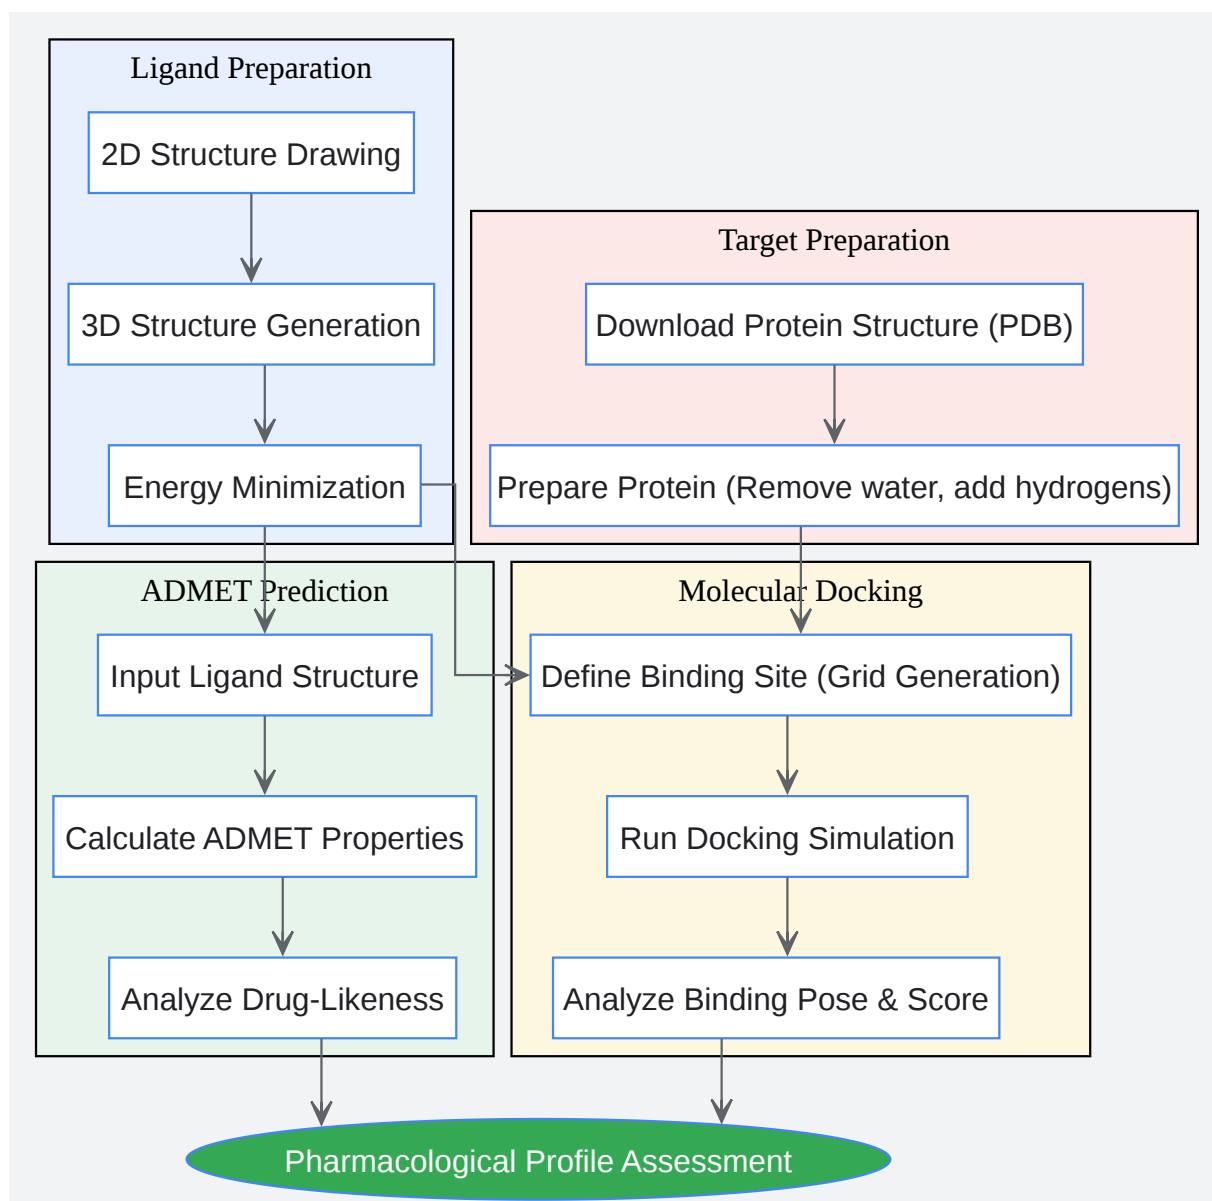 Ligand Preparation
2D Structure Drawing
3D Structure Generation
Energy Minimization
Target Preparation
Download Protein Structure (PDB)
Prepare Protein (Remove water, add hydrogens)
ADMET Prediction
Input Ligand Structure
Calculate ADMET Properties
Analyze Drug-Likeness
Molecular Docking
Define Binding Site (Grid Generation)
Run Docking Simulation
Analyze Binding Pose & Score
Pharmacological Profile Assessment